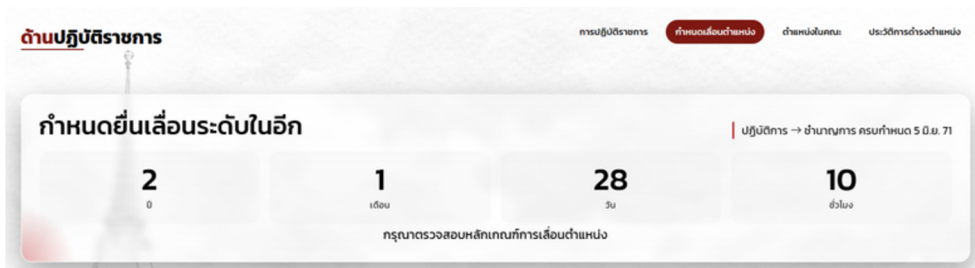 ด้านปฏิบัติราชการ
การปฏิบัติราชการ กำหนดเลื่อนตำแหน่ง ตำแหน่งในคณะ ประวัติการดำรงตำแหน่ง
กำหนดยื่นเลื่อนระดับในอีก
ปฏิบัติการ → ชำนาญการ ครบกำหนด 5 มิ.ย. 71
2 1 28 10
ปี เดือน วัน ชั่วโมง
กรุณาตรวจสอบหลักเกณฑ์การเลื่อนตำแหน่ง